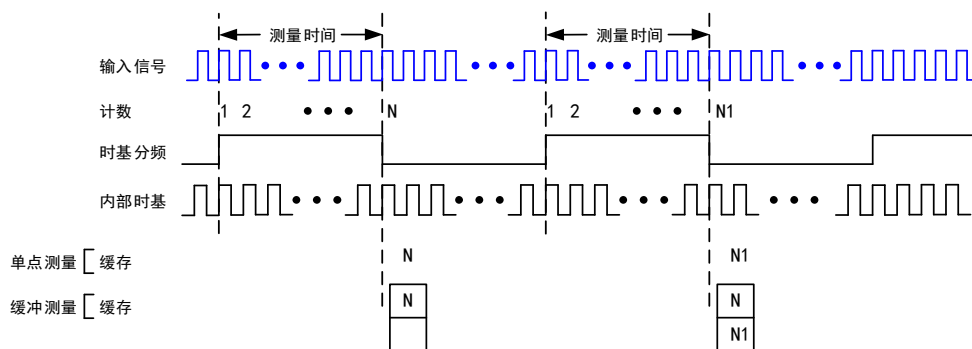 测量时间 测量时间
输入信号
计数 1 2 N 1 2 N1
时基分频
内部时基
单点测量 缓存 N N1
缓冲测量 缓存 N N
N1